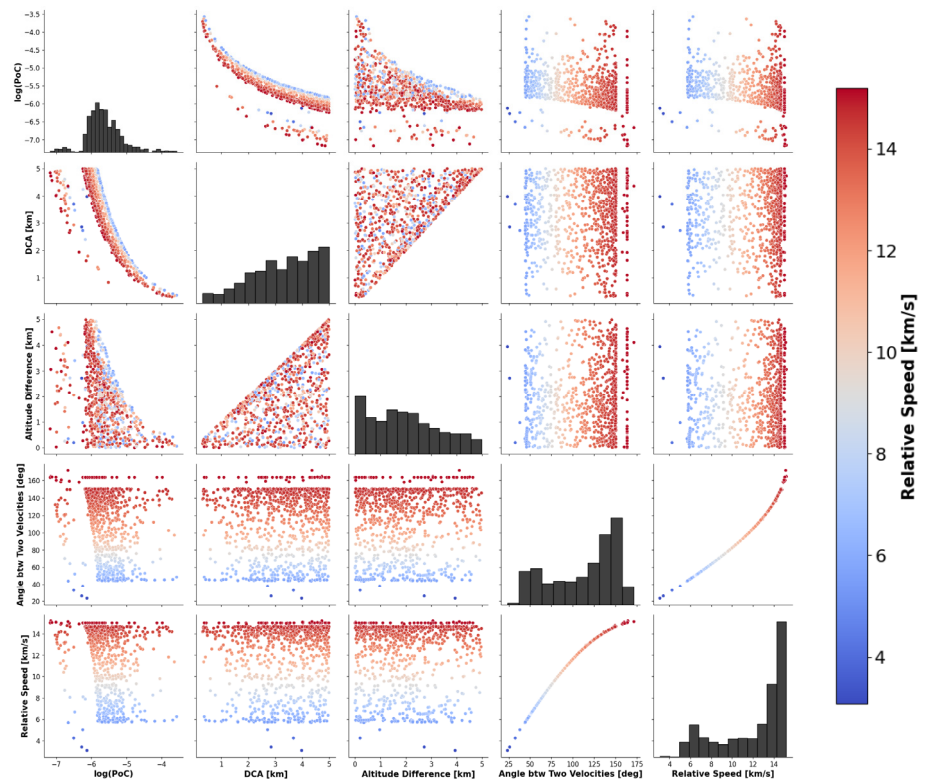 −3.5
−4.0
−4.5
−5.0
−5.5
−6.0
−6.5
−7.0
log(PoC)
5
4
3
2
1
DCA [km]
5
4
3
2
1
0
Altitude Difference [km]
160
140
120
100
80
60
40
20
Angle btw Two Velocities [deg]
14
12
10
8
6
4
Relative Speed [km/s]
−7 −6 −5 −4
log(PoC)
1 2 3 4 5
DCA [km]
0 1 2 3 4 5
Altitude Difference [km]
25 50 75 100 125 150 175
Angle btw Two Velocities [deg]
4 6 8 10 12 14
Relative Speed [km/s]
14
12
10
8
6
4
Relative Speed [km/s]